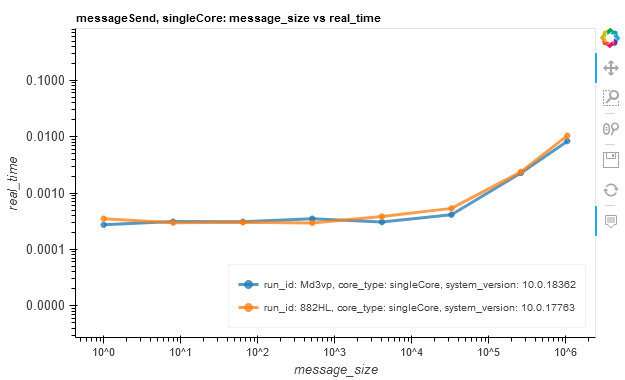 messageSend, singleCore: message_size vs real_time
0.1000
0.0100
0.0010
0.0001
0.0000
real_time
run_id: Md3vp, core_type: singleCore, system_version: 10.0.18362
run_id: 882HL, core_type: singleCore, system_version: 10.0.17763
10^0 10^1 10^2 10^3 10^4 10^5 10^6
message_size